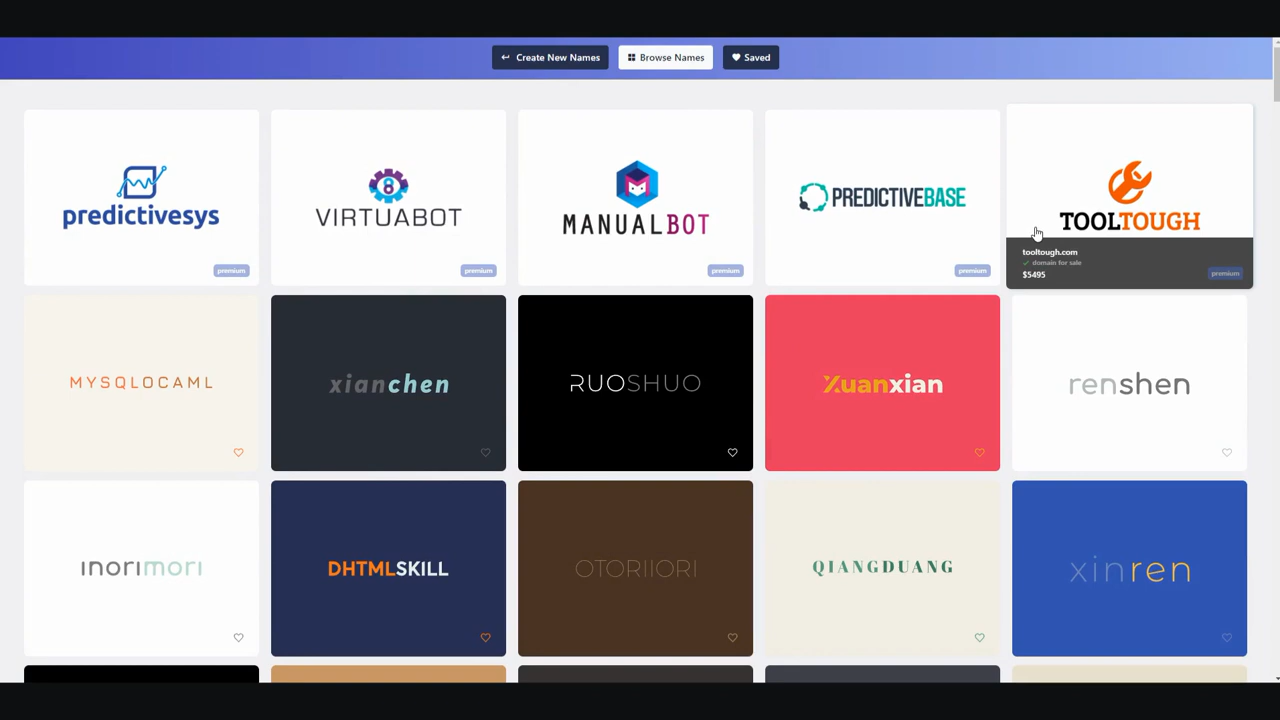 Create New Names
Browse Names
Saved
predictivesys
premium
8
VIRTUABOT
premium
MANUALBOT
premium
PREDICTIVEBASE
premium
TOOLTOUGH
tooltough.com
domain for sale
$5495
premium
MYSQLOCAML
xianchen
RUOSHUO
Xuanxian
renshen
inorimori
DHTMLSKILL
OTORIIORI
QIANGDUANG
xinren